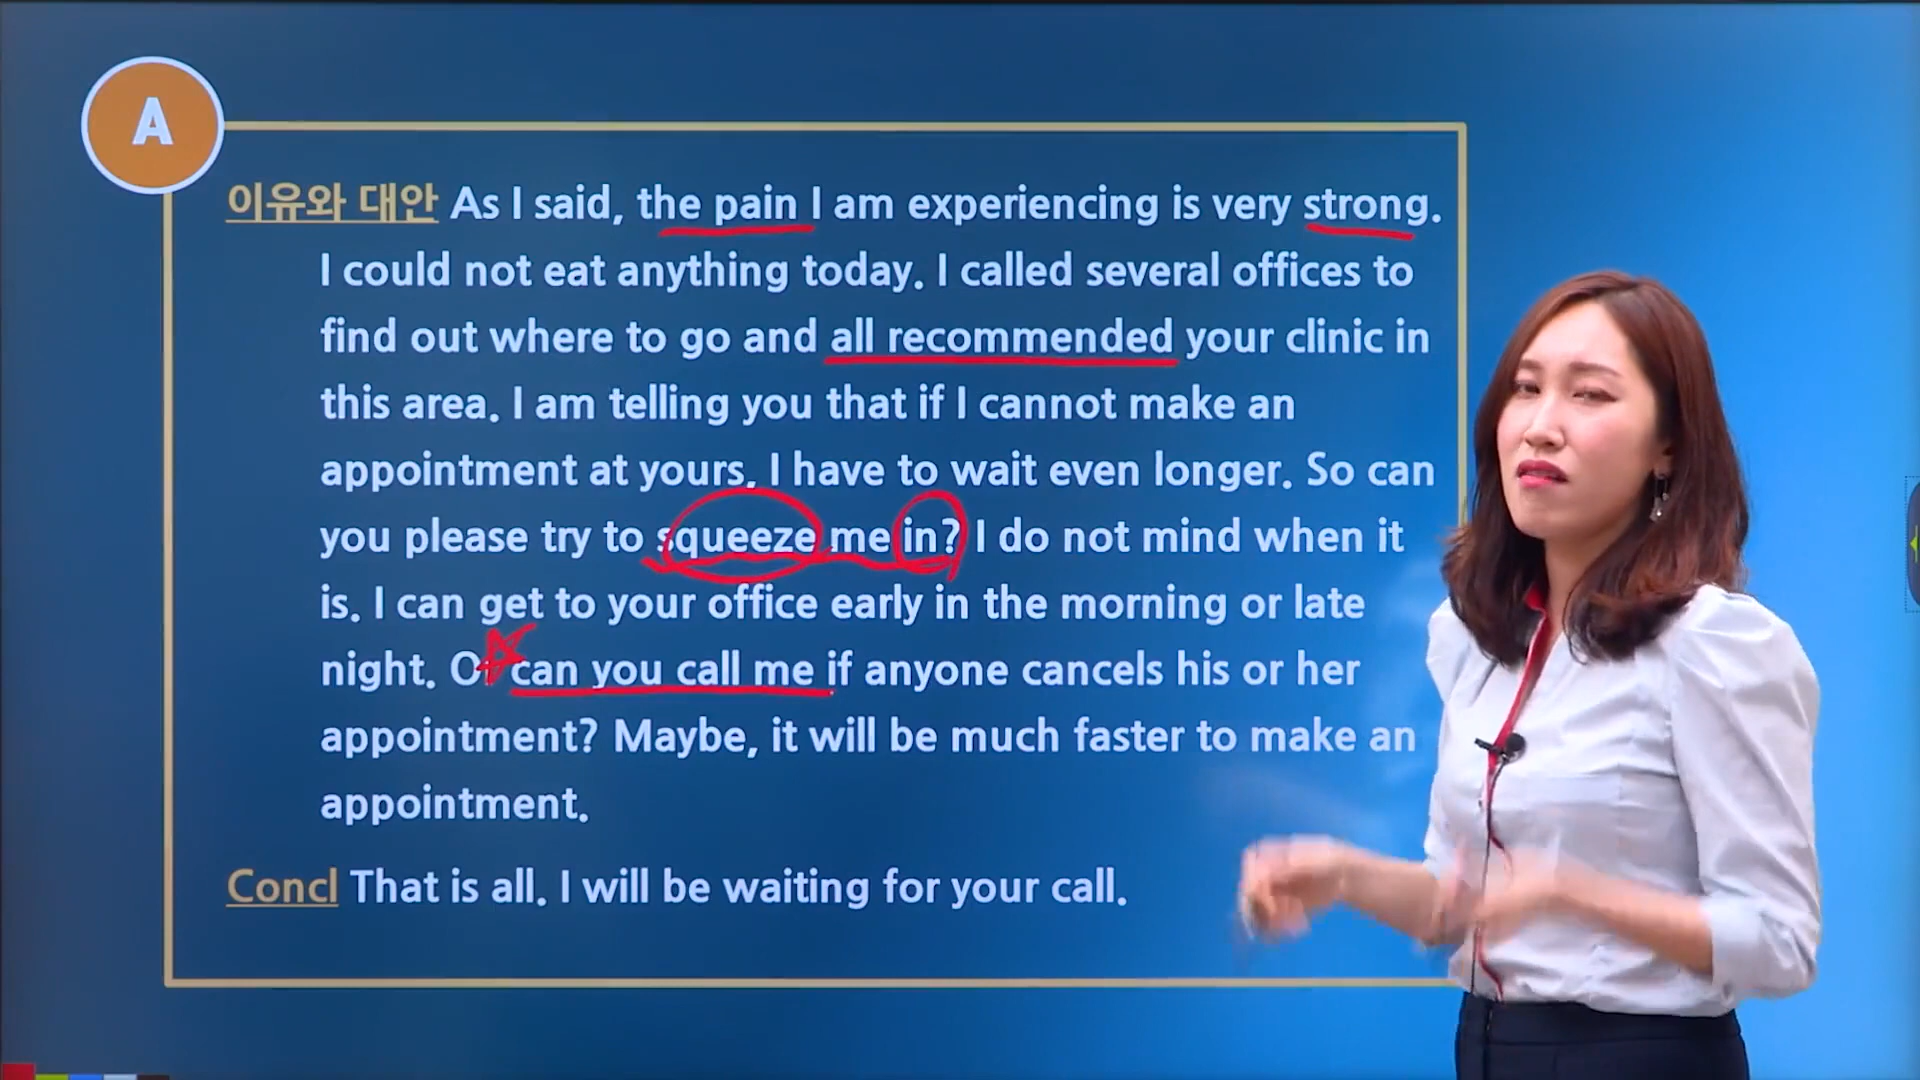 A
이유와 대안 As I said, the pain I am experiencing is very strong.
I could not eat anything today. I called several offices to
find out where to go and all recommended your clinic in
this area. I am telling you that if I cannot make an
appointment at yours, I have to wait even longer. So can
you please try to squeeze me in? I do not mind when it
is. I can get to your office early in the morning or late
night. Or can you call me if anyone cancels his or her
appointment? Maybe, it will be much faster to make an
appointment.
Concl That is all. I will be waiting for your call.